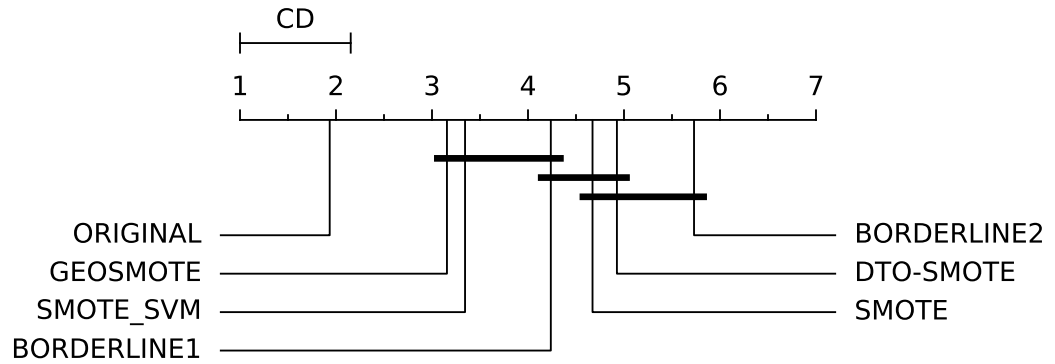 CD
1 2 3 4 5 6 7
ORIGINAL
BORDERLINE2
GEOSMOTE
DTO-SMOTE
SMOTE_SVM
SMOTE
BORDERLINE1